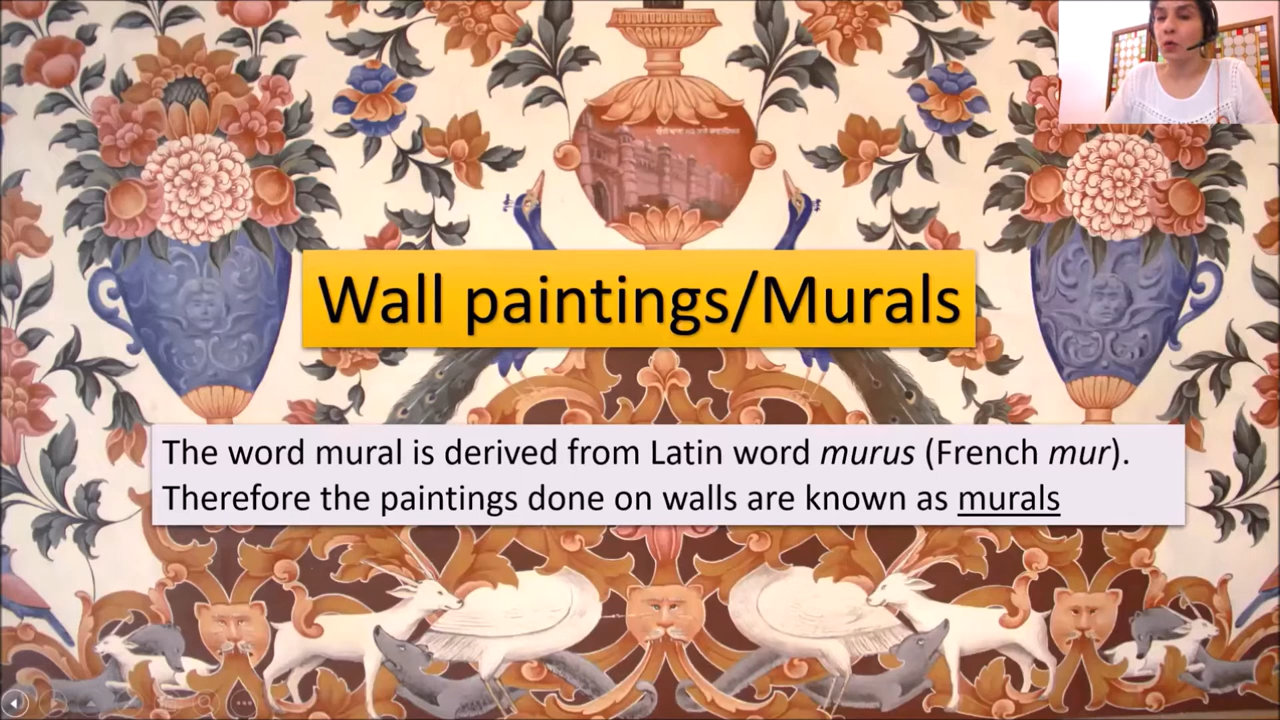 Wall paintings/Murals
The word mural is derived from Latin word murus (French mur).
Therefore the paintings done on walls are known as murals